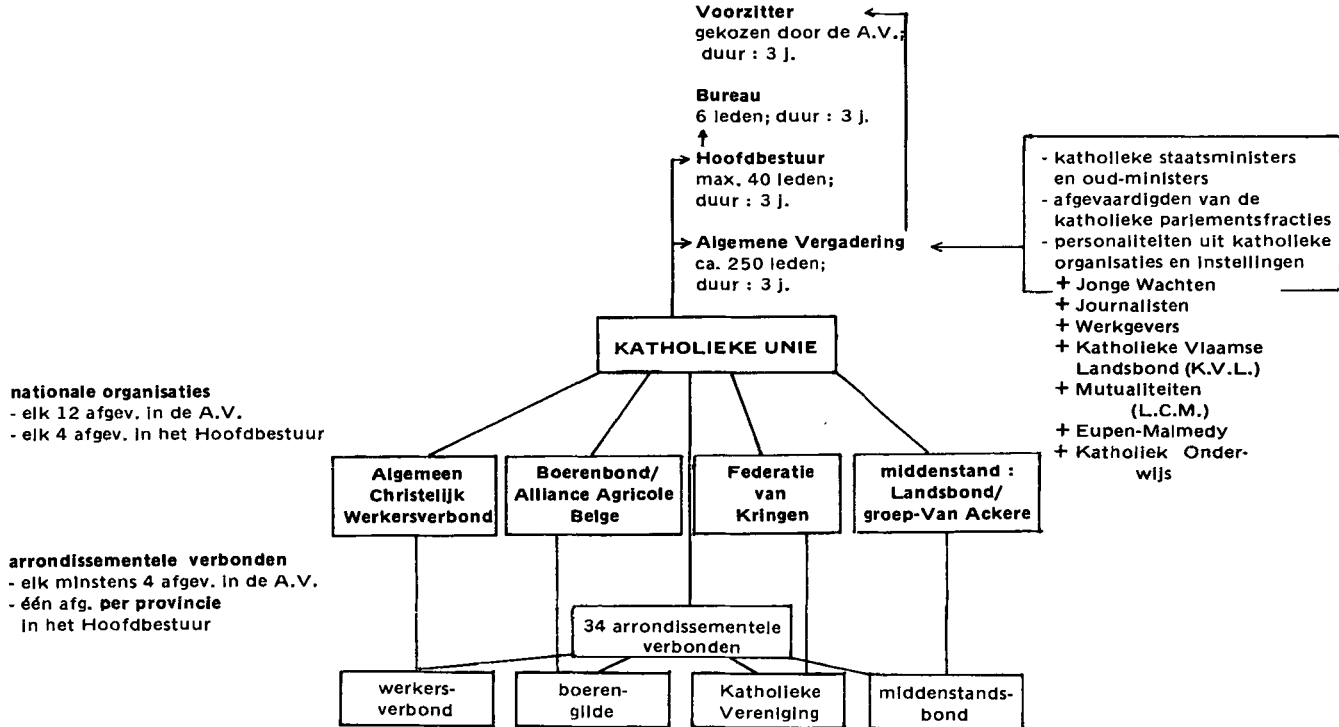 Voorzitter
gekozen door de A.V.;
duur : 3 j.
Bureau
6 leden; duur : 3 j.
Hoofdbestuur
max. 40 leden;
duur : 3 j.
Algemene Vergadering
ca. 250 leden;
duur : 3 j.
- katholieke staatsministers
en oud-ministers
- afgevaardigden van de
katholieke parlementsfracties
- personaliteiten uit katholieke
organisaties en instellingen
+ Jonge Wachten
+ Journalisten
+ Werkgevers
+ Katholieke Vlaamse
Landsbond (K.V.L.)
+ Mutualiteiten
(L.C.M.)
+ Eupen-Malmedy
+ Katholiek Onder-
wijs
KATHOLIEKE UNIE
nationale organisaties
- elk 12 afgev. in de A.V.
- elk 4 afgev. in het Hoofdbestuur
Algemeen
Christelijk
Werkersverbond
Boerenbond/
Alliance Agricole
Belge
Federatie
van
Kringen
middenstand :
Landsbond/
groep-Van Ackere
arrondissementele verbonden
- elk minstens 4 afgev. in de A.V.
- één afg. per provincie
in het Hoofdbestuur
34 arrondissementele
verbonden
werkers-
verbond
boeren-
gilde
Katholieke
Vereniging
middenstands-
bond